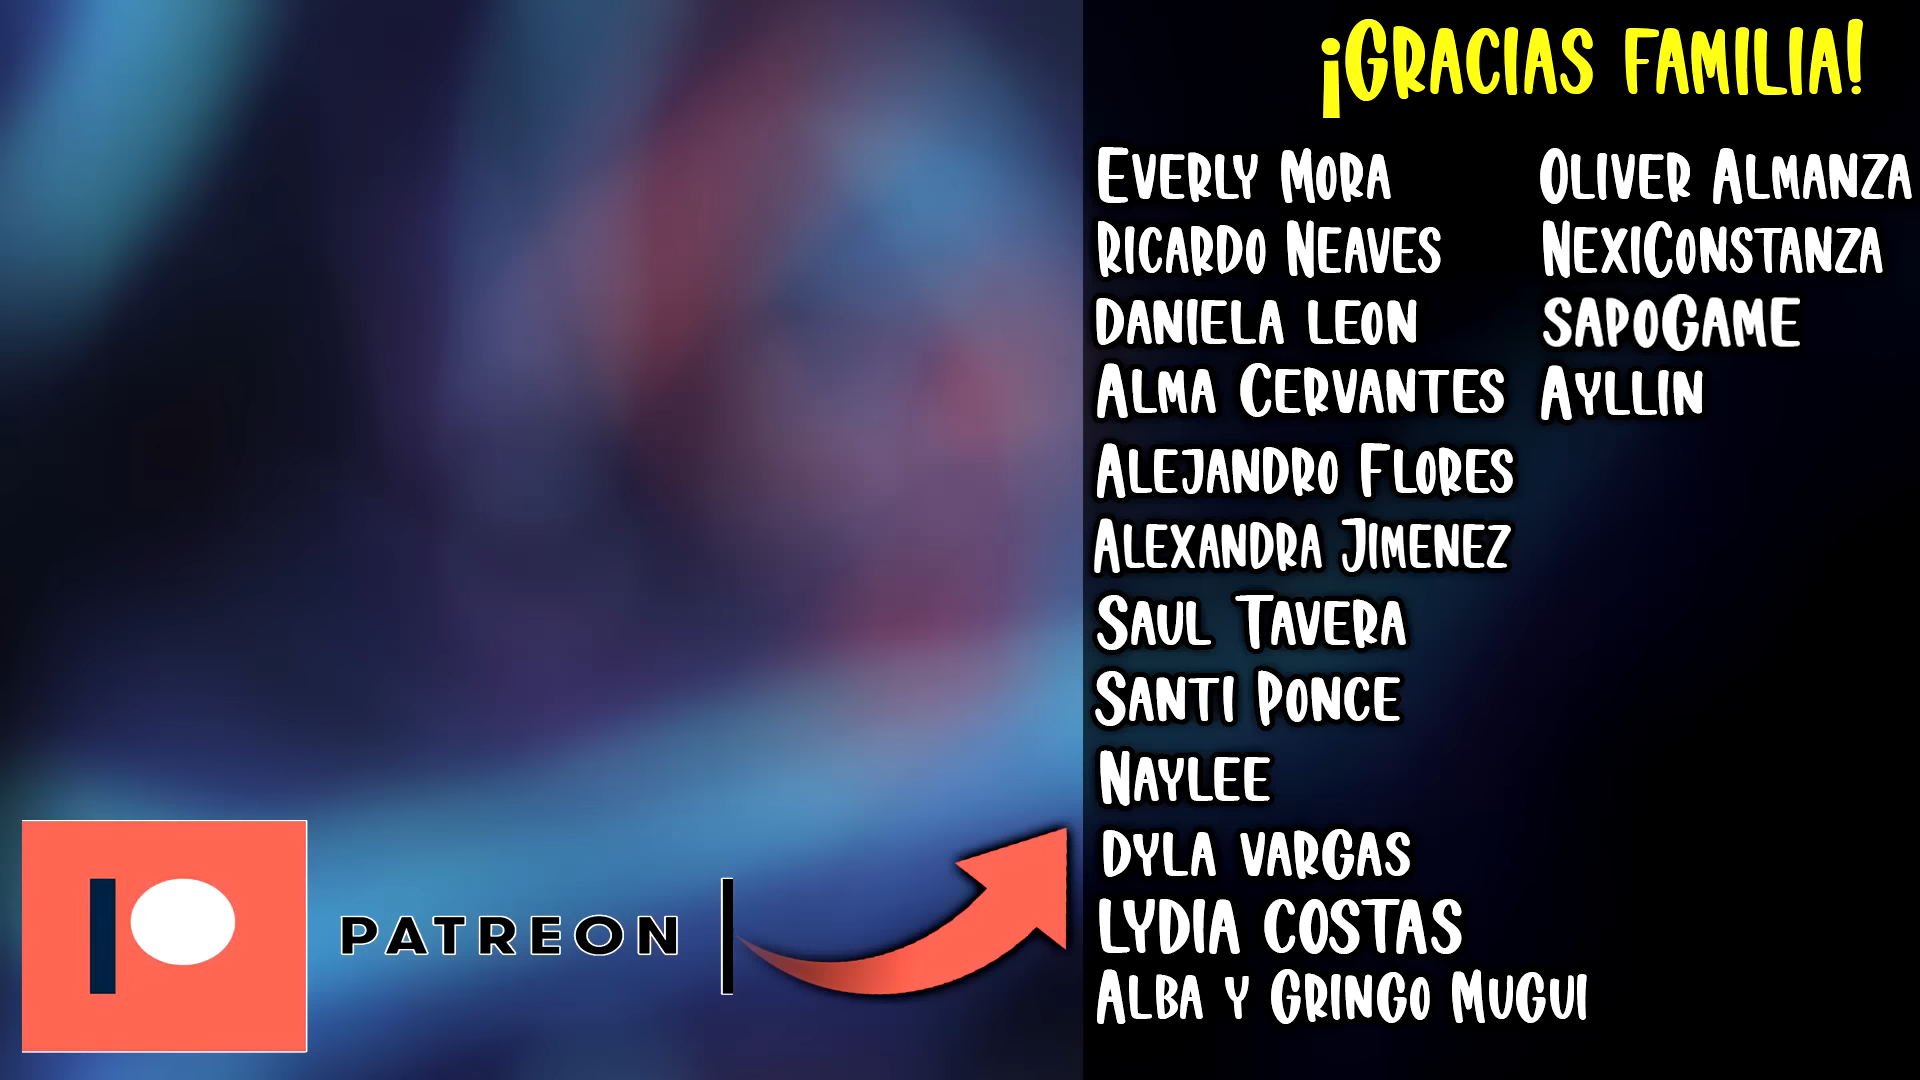 ¡GRACIAS FAMILIA!
EVERLY MORA
RICARDO NEAVES
DANIELA LEON
ALMA CERVANTES
ALEJANDRO FLORES
ALEXANDRA JIMENEZ
SAUL TAVERA
SANTI PONCE
NAYLEE
DYLA VARGAS
LYDIA COSTAS
ALBA Y GRINGO MUGUI
OLIVER ALMANZA
NEXICONSTANZA
SAPOGAME
AYLLIN
PATREON